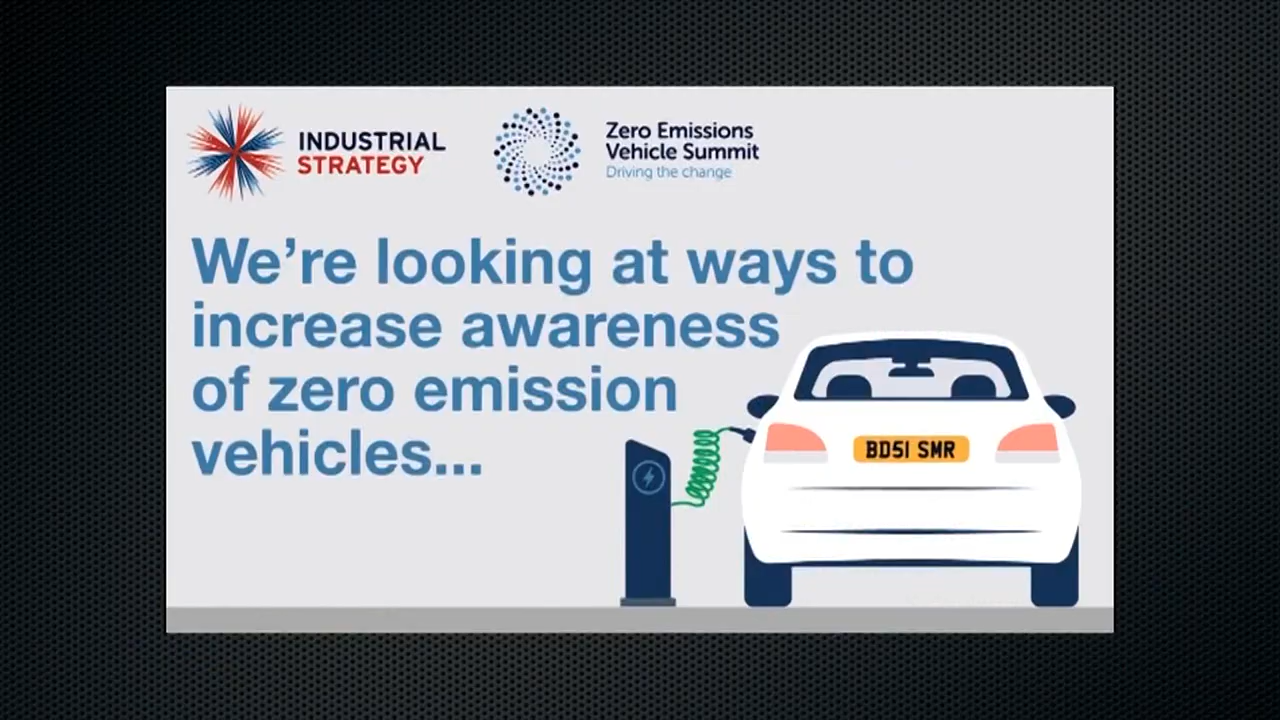 INDUSTRIAL
STRATEGY
Zero Emissions
Vehicle Summit
Driving the change
We’re looking at ways to
increase awareness
of zero emission
vehicles...
BD51 SMR